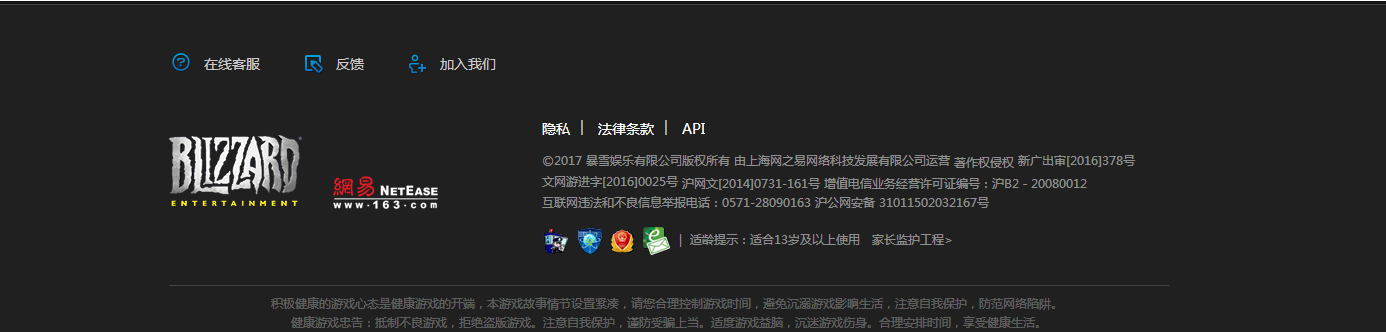 在线客服 反馈 加入我们
隐私 | 法律条款 | API
BLIZZARD
ENTERTAINMENT
網易 NETEASE
www.163.com
©2017 暴雪娱乐有限公司版权所有 由上海网之易网络科技发展有限公司运营 著作权侵权 新广出审[2016]378号
文网游进字[2016]0025号 沪网文[2014]0731-161号 增值电信业务经营许可证编号：沪B2－20080012
互联网违法和不良信息举报电话：0571-28090163 沪公网安备 31011502032167号
| 适龄提示：适合13岁及以上使用 家长监护工程>
积极健康的游戏心态是健康游戏的开端，本游戏故事情节设置紧凑，请您合理控制游戏时间，避免沉溺游戏影响生活，注意自我保护，防范网络陷阱。
健康游戏忠告：抵制不良游戏，拒绝盗版游戏。注意自我保护，谨防受骗上当。适度游戏益脑，沉迷游戏伤身。合理安排时间，享受健康生活。